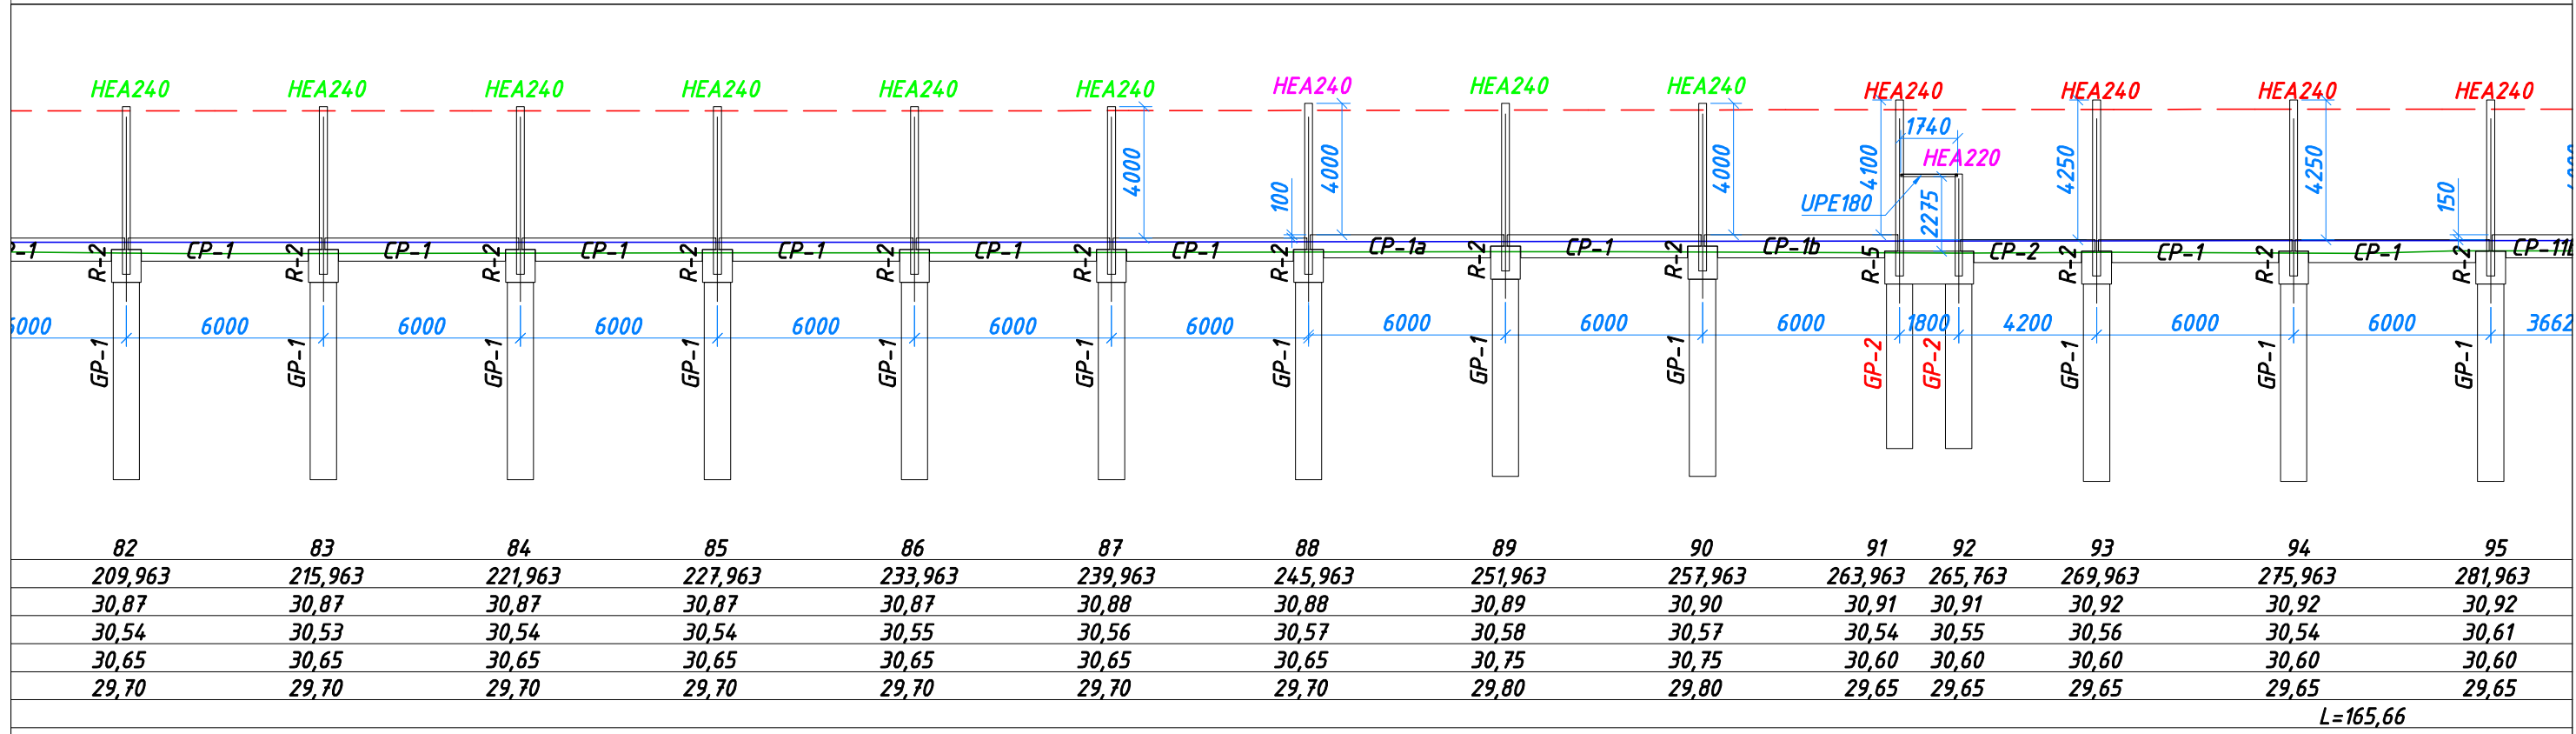 HEA240 HEA240 HEA240 HEA240 HEA240 HEA240 HEA240 HEA240 HEA240 HEA240 HEA240 HEA240 HEA240
1740
HEA220
4000 100 4000 4000 4100 UPE180 2275 4250 4250 150
CP-1 CP-1 CP-1 CP-1 CP-1 CP-1 CP-1a CP-1 CP-1b CP-2 CP-1 CP-1
R-2 R-2 R-2 R-2 R-2 R-2 R-2 R-2 R-2 R-5 R-2 R-2 R-2
6000 6000 6000 6000 6000 6000 6000 6000 6000 1800 4200 6000 6000 3662
GP-1 GP-1 GP-1 GP-1 GP-1 GP-1 GP-1 GP-1 GP-1 GP-2 GP-2 GP-1 GP-1 GP-1
82 83 84 85 86 87 88 89 90 91 92 93 94 95
209,963 215,963 221,963 227,963 233,963 239,963 245,963 251,963 257,963 263,963 265,763 269,963 275,963 281,963
30,87 30,87 30,87 30,87 30,87 30,88 30,88 30,89 30,90 30,91 30,91 30,92 30,92 30,92
30,54 30,53 30,54 30,54 30,55 30,56 30,57 30,58 30,57 30,54 30,55 30,56 30,54 30,61
30,65 30,65 30,65 30,65 30,65 30,65 30,65 30,75 30,75 30,60 30,60 30,60 30,60 30,60
29,70 29,70 29,70 29,70 29,70 29,70 29,70 29,80 29,80 29,65 29,65 29,65 29,65 29,65
L=165,66